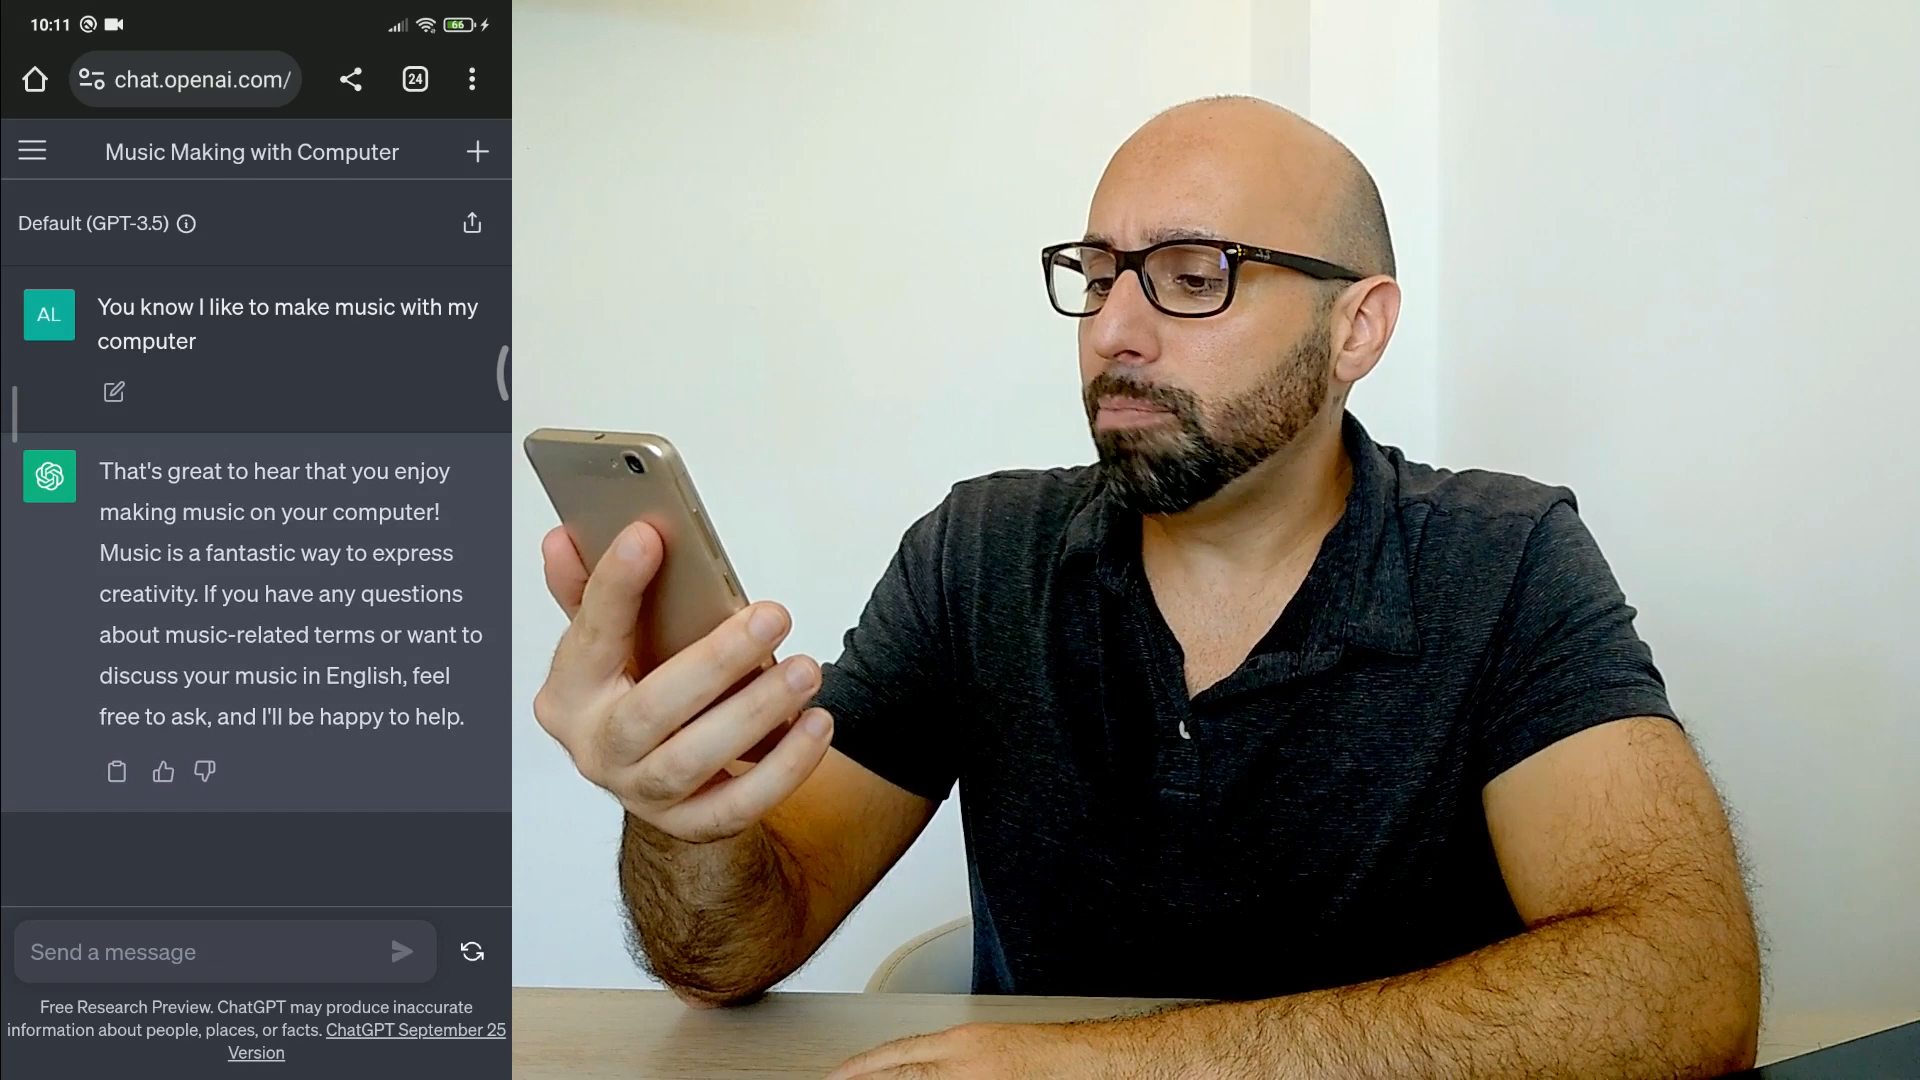 10:11
66
chat.openai.com/
24
Music Making with Computer
Default (GPT-3.5)
AL
You know I like to make music with my
computer
That's great to hear that you enjoy
making music on your computer!
Music is a fantastic way to express
creativity. If you have any questions
about music-related terms or want to
discuss your music in English, feel
free to ask, and I'll be happy to help.
Send a message
Free Research Preview. ChatGPT may produce inaccurate
information about people, places, or facts. ChatGPT September 25
Version